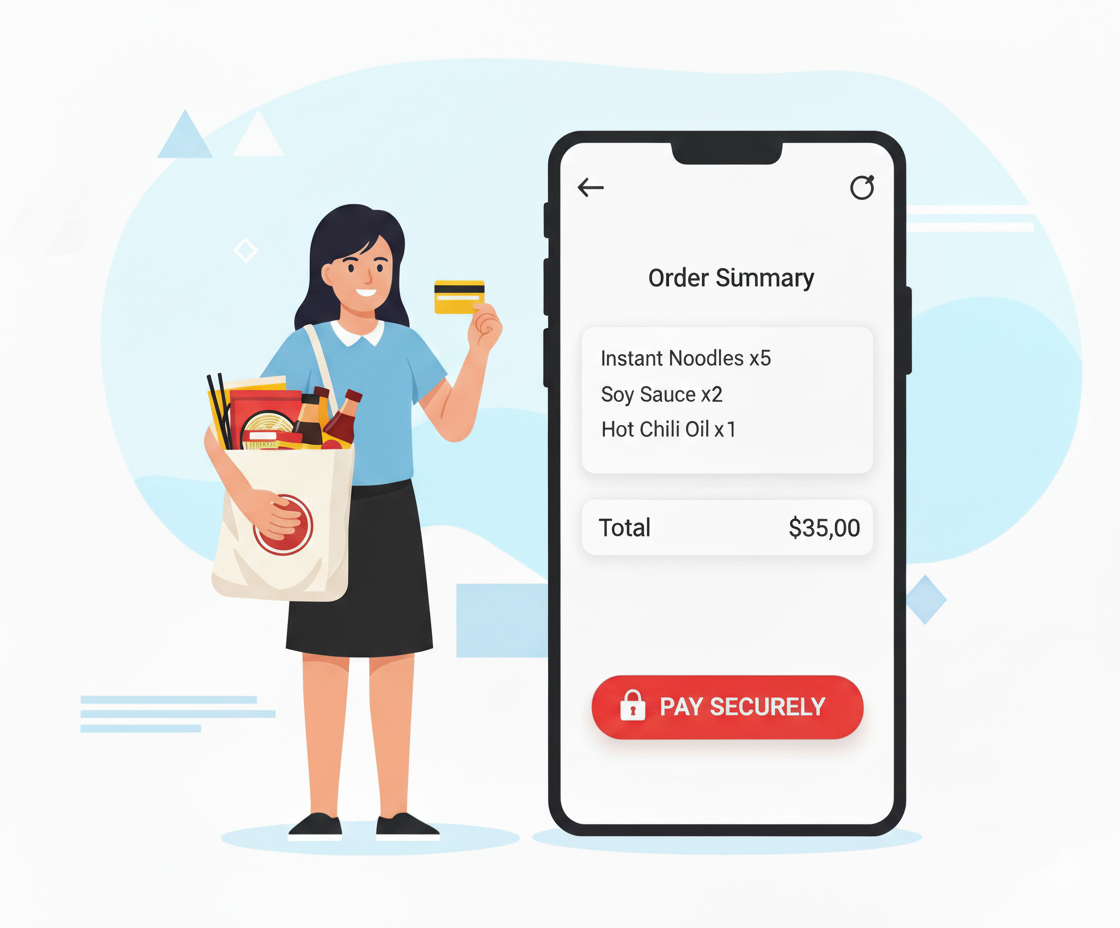 Order Summary
Instant Noodles x5
Soy Sauce x2
Hot Chili Oil x1
Total $35,00
PAY SECURELY